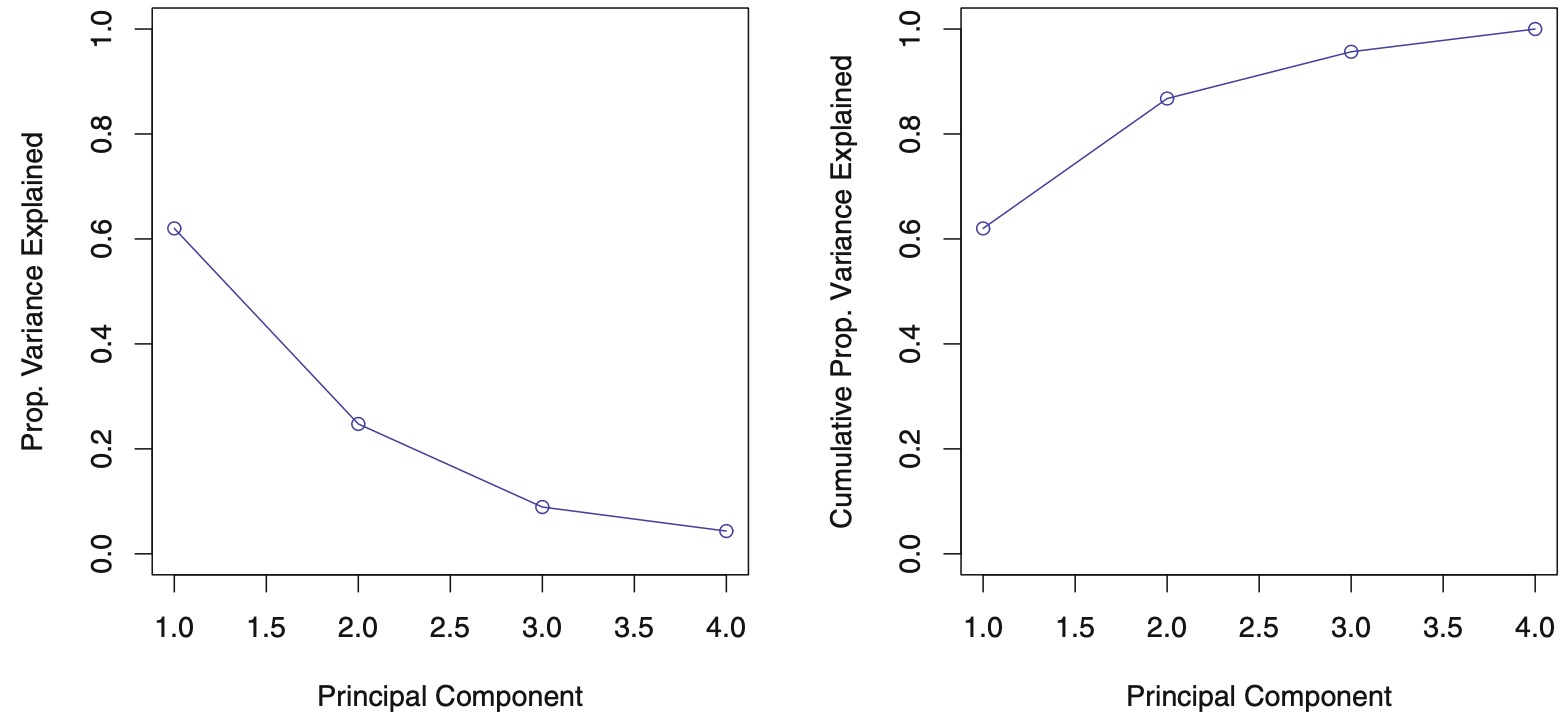 Prop. Variance Explained
1.0
0.8
0.6
0.4
0.2
0.0
1.0 1.5 2.0 2.5 3.0 3.5 4.0
Principal Component
Cumulative Prop. Variance Explained
1.0
0.8
0.6
0.4
0.2
0.0
1.0 1.5 2.0 2.5 3.0 3.5 4.0
Principal Component